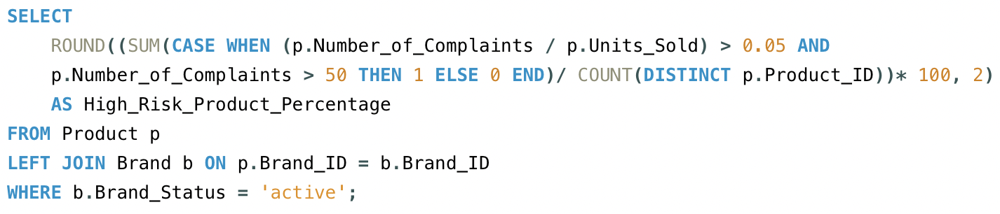 SELECT
ROUND((SUM(CASE WHEN (p.Number_of_Complaints / p.Units_Sold) > 0.05 AND
p.Number_of_Complaints > 50 THEN 1 ELSE 0 END)/ COUNT(DISTINCT p.Product_ID))* 100, 2)
AS High_Risk_Product_Percentage
FROM Product p
LEFT JOIN Brand b ON p.Brand_ID = b.Brand_ID
WHERE b.Brand_Status = 'active';